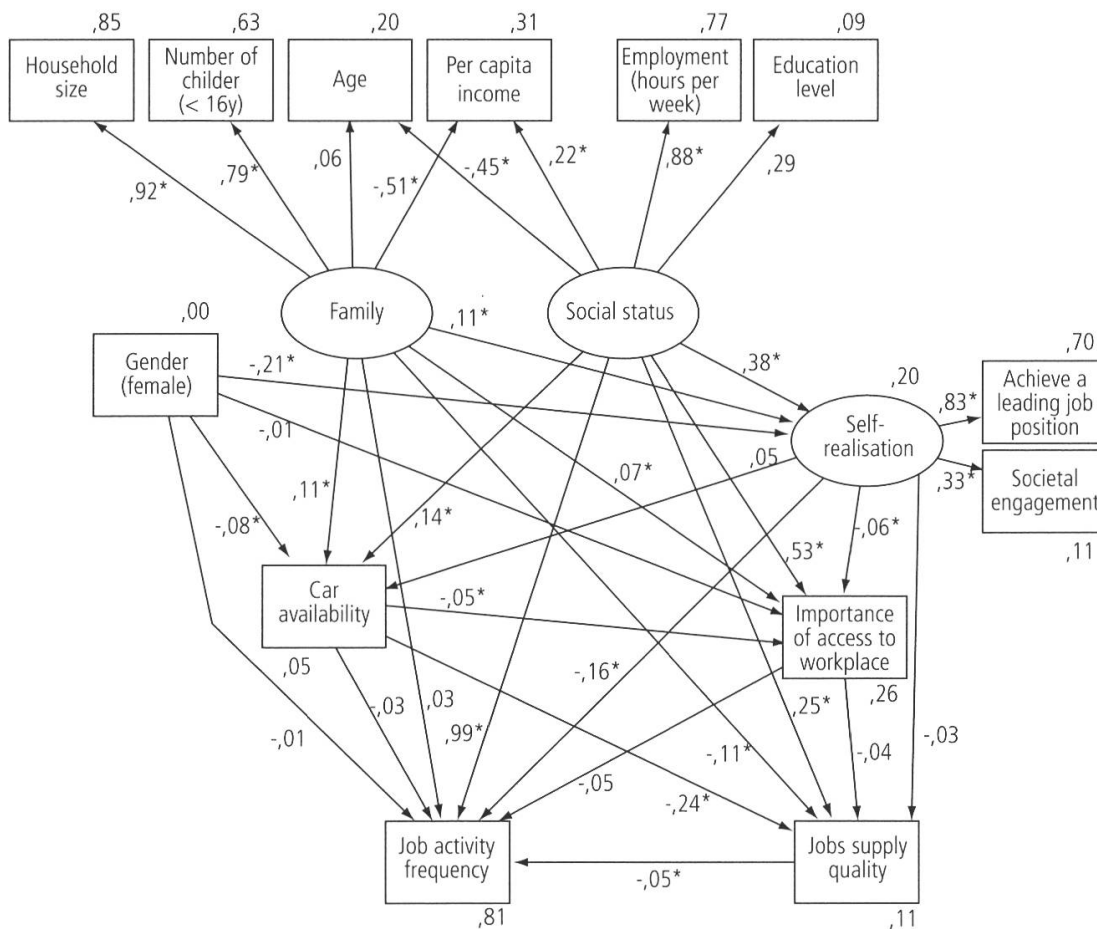 ,85
,63
,20
,31
,77
,09
Household
size
Number of
childer
(< 16y)
Age
Per capita
income
Employment
(hours per
week)
Education
level
,92*
,79*
,06
-,51*
-,45*
,22*
,88*
,29
,00
Family
Social status
Gender
(female)
-,21*
,11*
,38*
,20
,70
-,01
Self-
realisation
,83*
Achieve a
leading job
position
,33*
Societal
engagement
,11
-,08*
,11*
,14*
,07*
,05
,53*
-,06*
Car
availability
,05
-,05*
Importance
of access to
workplace
,26
-,01
-,03
,03
,99*
-,16*
-,05
-,24*
-,11*
,25*
-,04
-,03
Job activity
frequency
,81
-,05*
Jobs supply
quality
,11